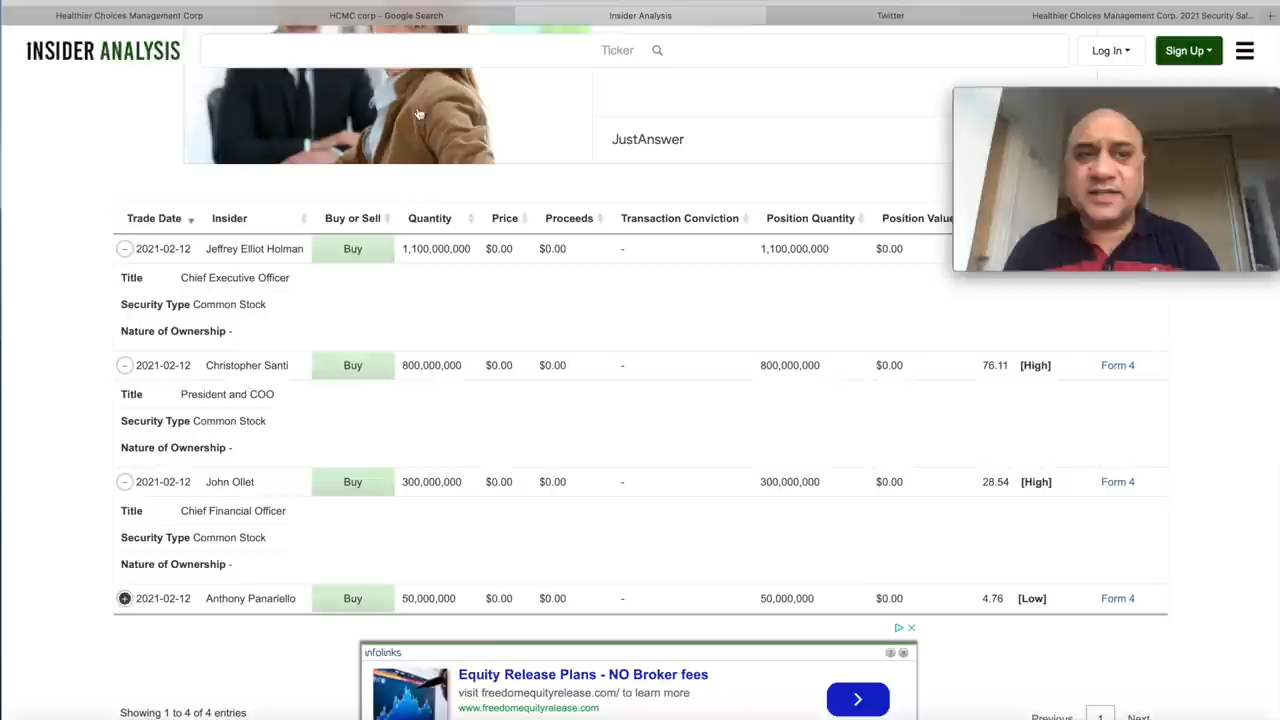 Healthier Choices Management Corp HCMC corp - Google Search Insider Analysis Twitter Healthier Choices Management Corp. 2021 Security Sal...
INSIDER ANALYSIS Ticker Log In Sign Up
JustAnswer
Trade Date Insider Buy or Sell Quantity Price Proceeds Transaction Conviction Position Quantity Position Value
2021-02-12 Jeffrey Elliot Holman Buy 1,100,000,000 $0.00 $0.00 - 1,100,000,000 $0.00
Title Chief Executive Officer
Security Type Common Stock
Nature of Ownership -
2021-02-12 Christopher Santi Buy 800,000,000 $0.00 $0.00 - 800,000,000 $0.00 76.11 [High] Form 4
Title President and COO
Security Type Common Stock
Nature of Ownership -
2021-02-12 John Ollet Buy 300,000,000 $0.00 $0.00 - 300,000,000 $0.00 28.54 [High] Form 4
Title Chief Financial Officer
Security Type Common Stock
Nature of Ownership -
2021-02-12 Anthony Panariello Buy 50,000,000 $0.00 $0.00 - 50,000,000 $0.00 4.76 [Low] Form 4
infolinks
Equity Release Plans - NO Broker fees
visit freedomequityrelease.com/ to learn more
www.freedomequityrelease.com
Showing 1 to 4 of 4 entries Previous 1 Next